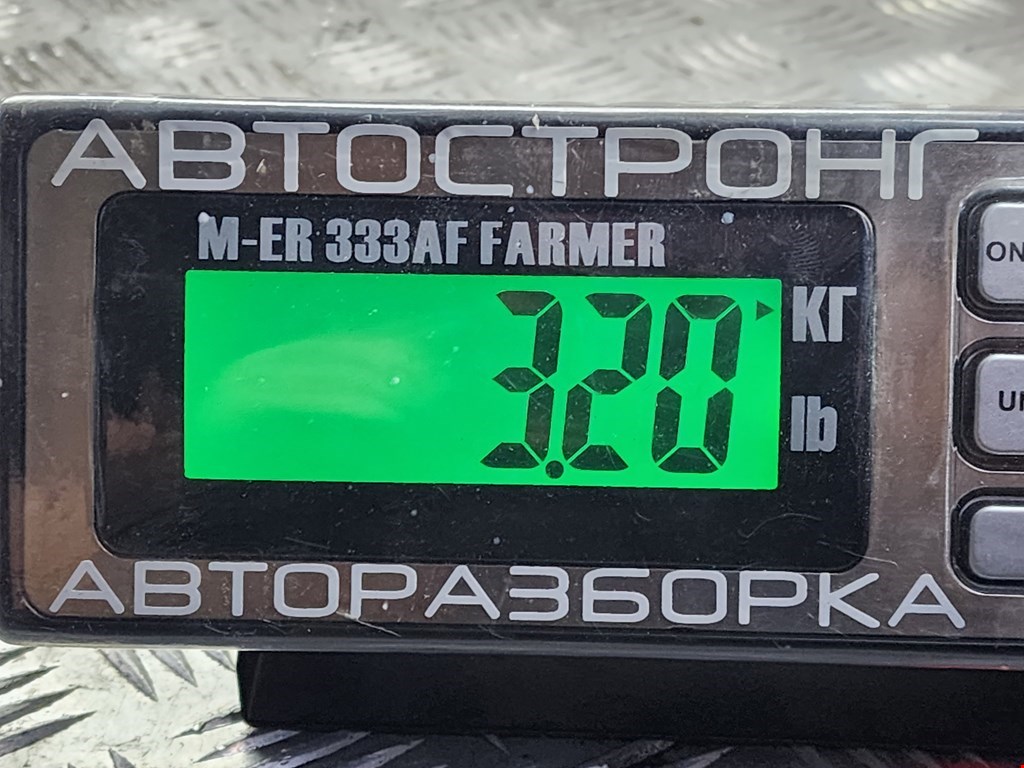 АВТОСТРОНГ
M-ER 333AF FARMER
3.20
КГ
lb
ON
АВТОРАЗБОРКА